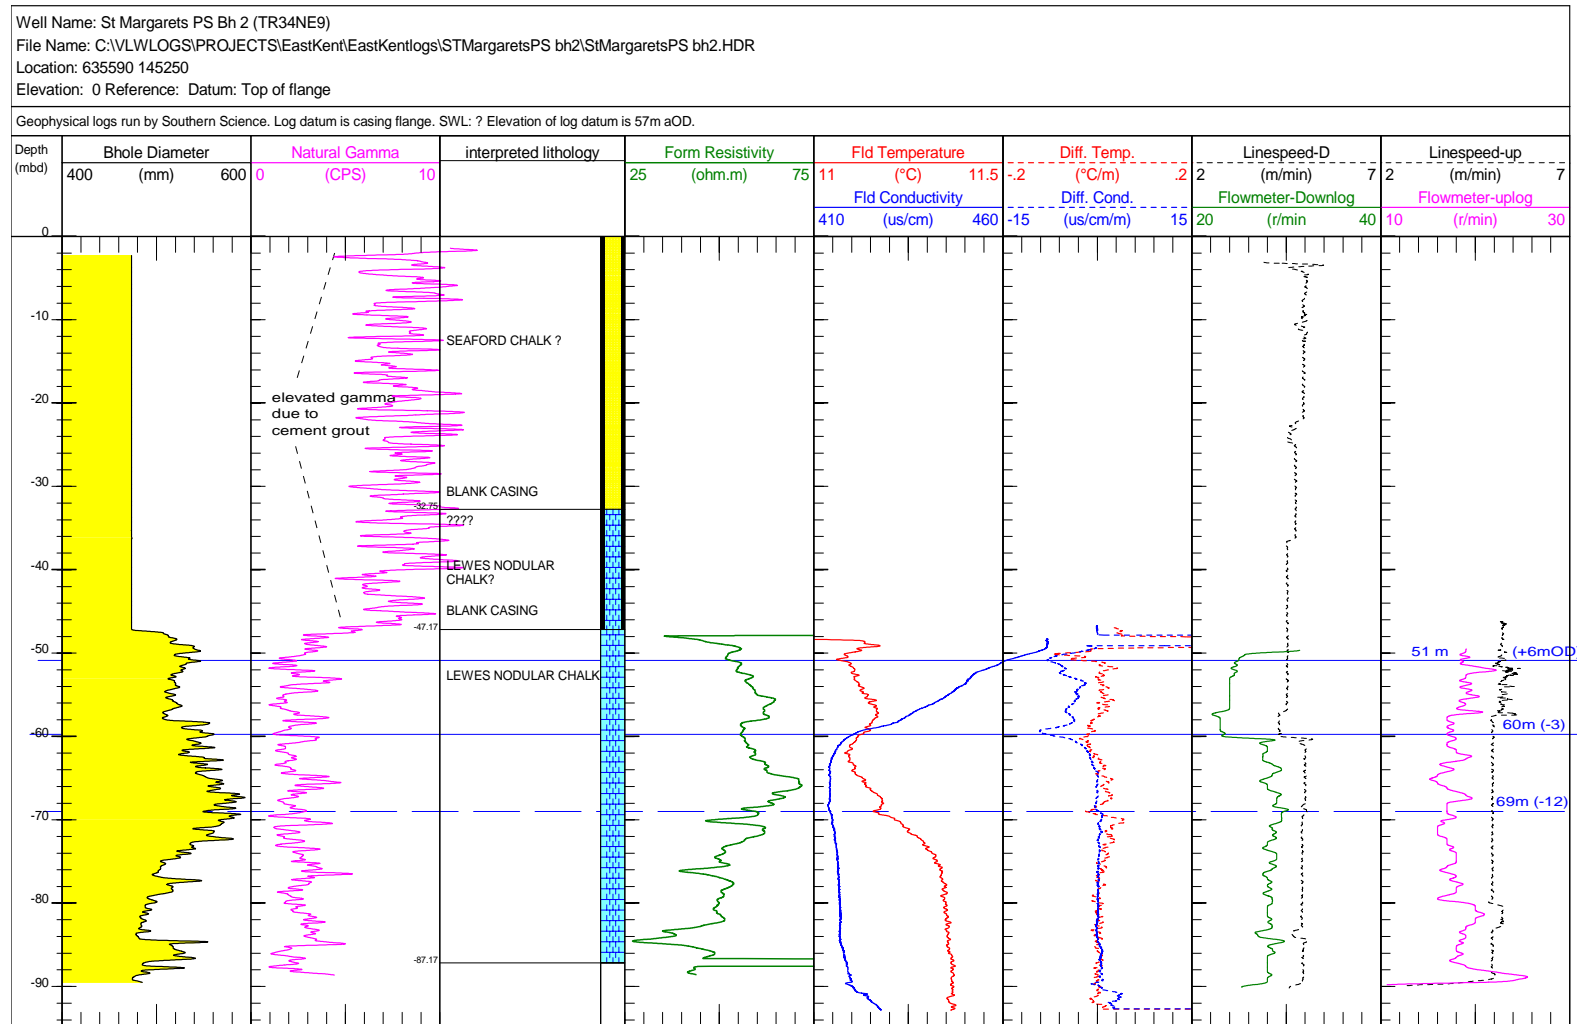 Well Name: St Margarets PS Bh 2 (TR34NE9)
File Name: C:\VLWLOGS\PROJECTS\EastKent\EastKentlogs\STMargaretsPS bh2\StMargaretsPS bh2.HDR
Location: 635590 145250
Elevation: 0 Reference: Datum: Top of flange
Geophysical logs run by Southern Science. Log datum is casing flange. SWL: ? Elevation of log datum is 57m aOD.
Depth
(mbd)
Bhole Diameter
400 (mm) 600
Natural Gamma
0 (CPS) 10
interpreted lithology
Form Resistivity
25 (ohm.m) 75
Fld Temperature
11 (°C) 11.5
Fld Conductivity
410 (us/cm) 460
Diff. Temp.
-.2 (°C/m) .2
Diff. Cond.
-15 (us/cm/m) 15
Linespeed-D
2 (m/min) 7
Flowmeter-Downlog
20 (r/min 40
Linespeed-up
2 (m/min) 7
Flowmeter-uplog
10 (r/min) 30
0
-10
-20
-30
-40
-50
-60
-70
-80
-90
elevated gamma
due to
cement grout
SEAFORD CHALK ?
BLANK CASING
-32.75
????
LEWES NODULAR
CHALK?
BLANK CASING
-47.17
LEWES NODULAR CHALK
-87.17
51 m (+6mOD)
60m (-3)
69m (-12)